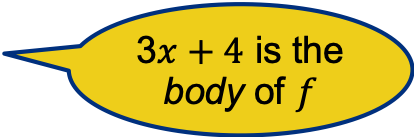 3x + 4 is the
body of f